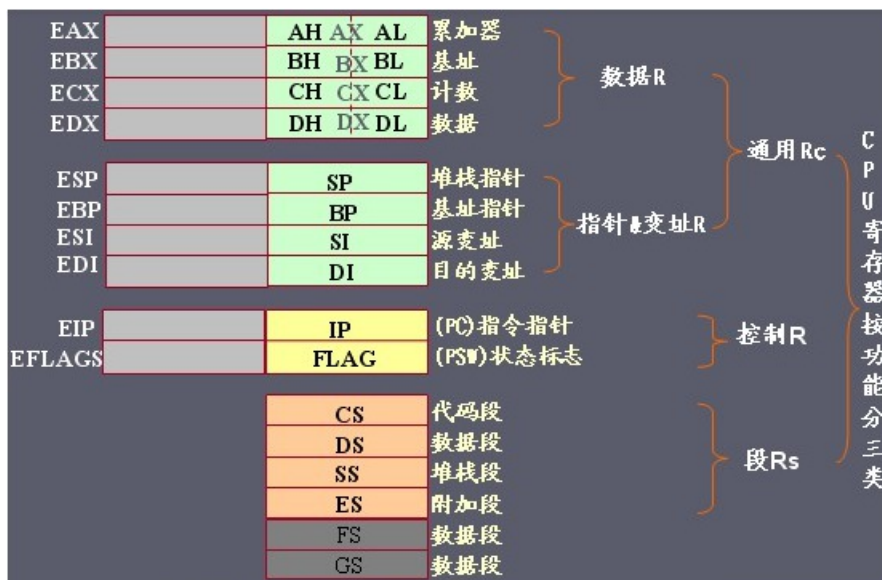 EAX AH AX AL 累加器
EBX BH BX BL 基址
ECX CH CX CL 计数
EDX DH DX DL 数据
数据R
ESP SP 堆栈指针
EBP BP 基址指针
ESI SI 源变址
EDI DI 目的变址
指针&变址R
通用Rc
EIP IP (PC)指令指针
EFLAGS FLAG (PSW)状态标志
控制R
CS 代码段
DS 数据段
SS 堆栈段
ES 附加段
FS 数据段
GS 数据段
段Rs
CPU寄存器按功能分三类